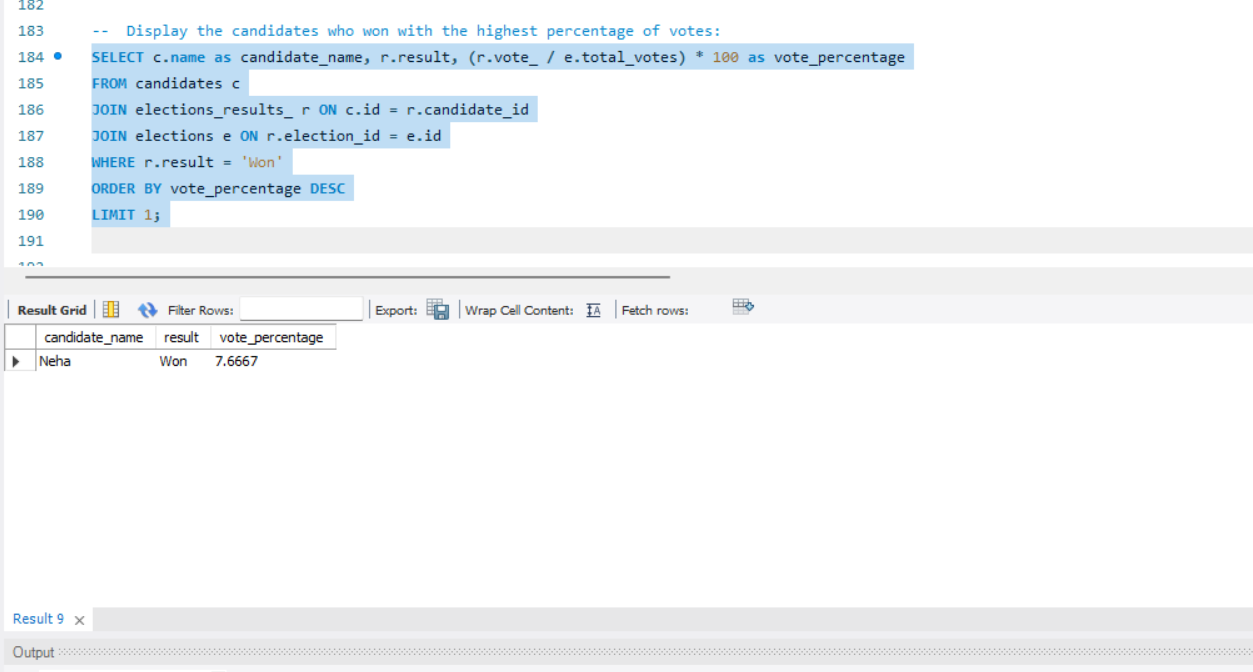 182
183 -- Display the candidates who won with the highest percentage of votes:
184 SELECT c.name as candidate_name, r.result, (r.vote_ / e.total_votes) * 100 as vote_percentage
185 FROM candidates c
186 JOIN elections_results_ r ON c.id = r.candidate_id
187 JOIN elections e ON r.election_id = e.id
188 WHERE r.result = 'Won'
189 ORDER BY vote_percentage DESC
190 LIMIT 1;
191
Result Grid Filter Rows: Export: Wrap Cell Content: Fetch rows:
candidate_name result vote_percentage
Neha Won 7.6667
Result 9
Output